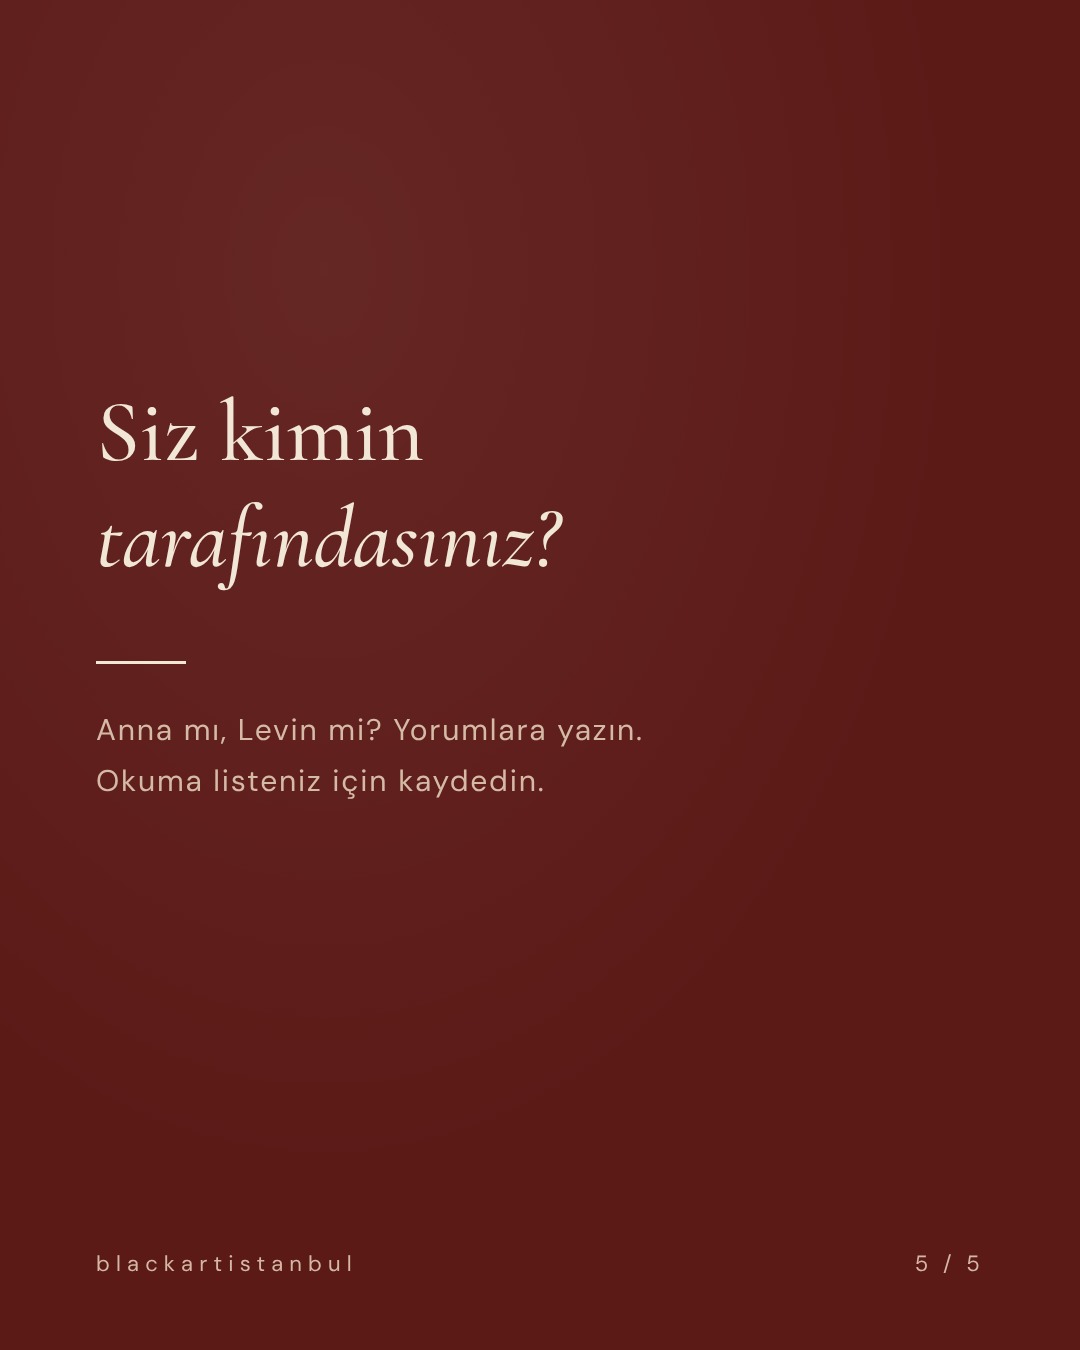 Siz kimin
tarafındasınız?
Anna mı, Levin mi? Yorumlara yazın.
Okuma listeniz için kaydedin.
blackartistanbul
5 / 5